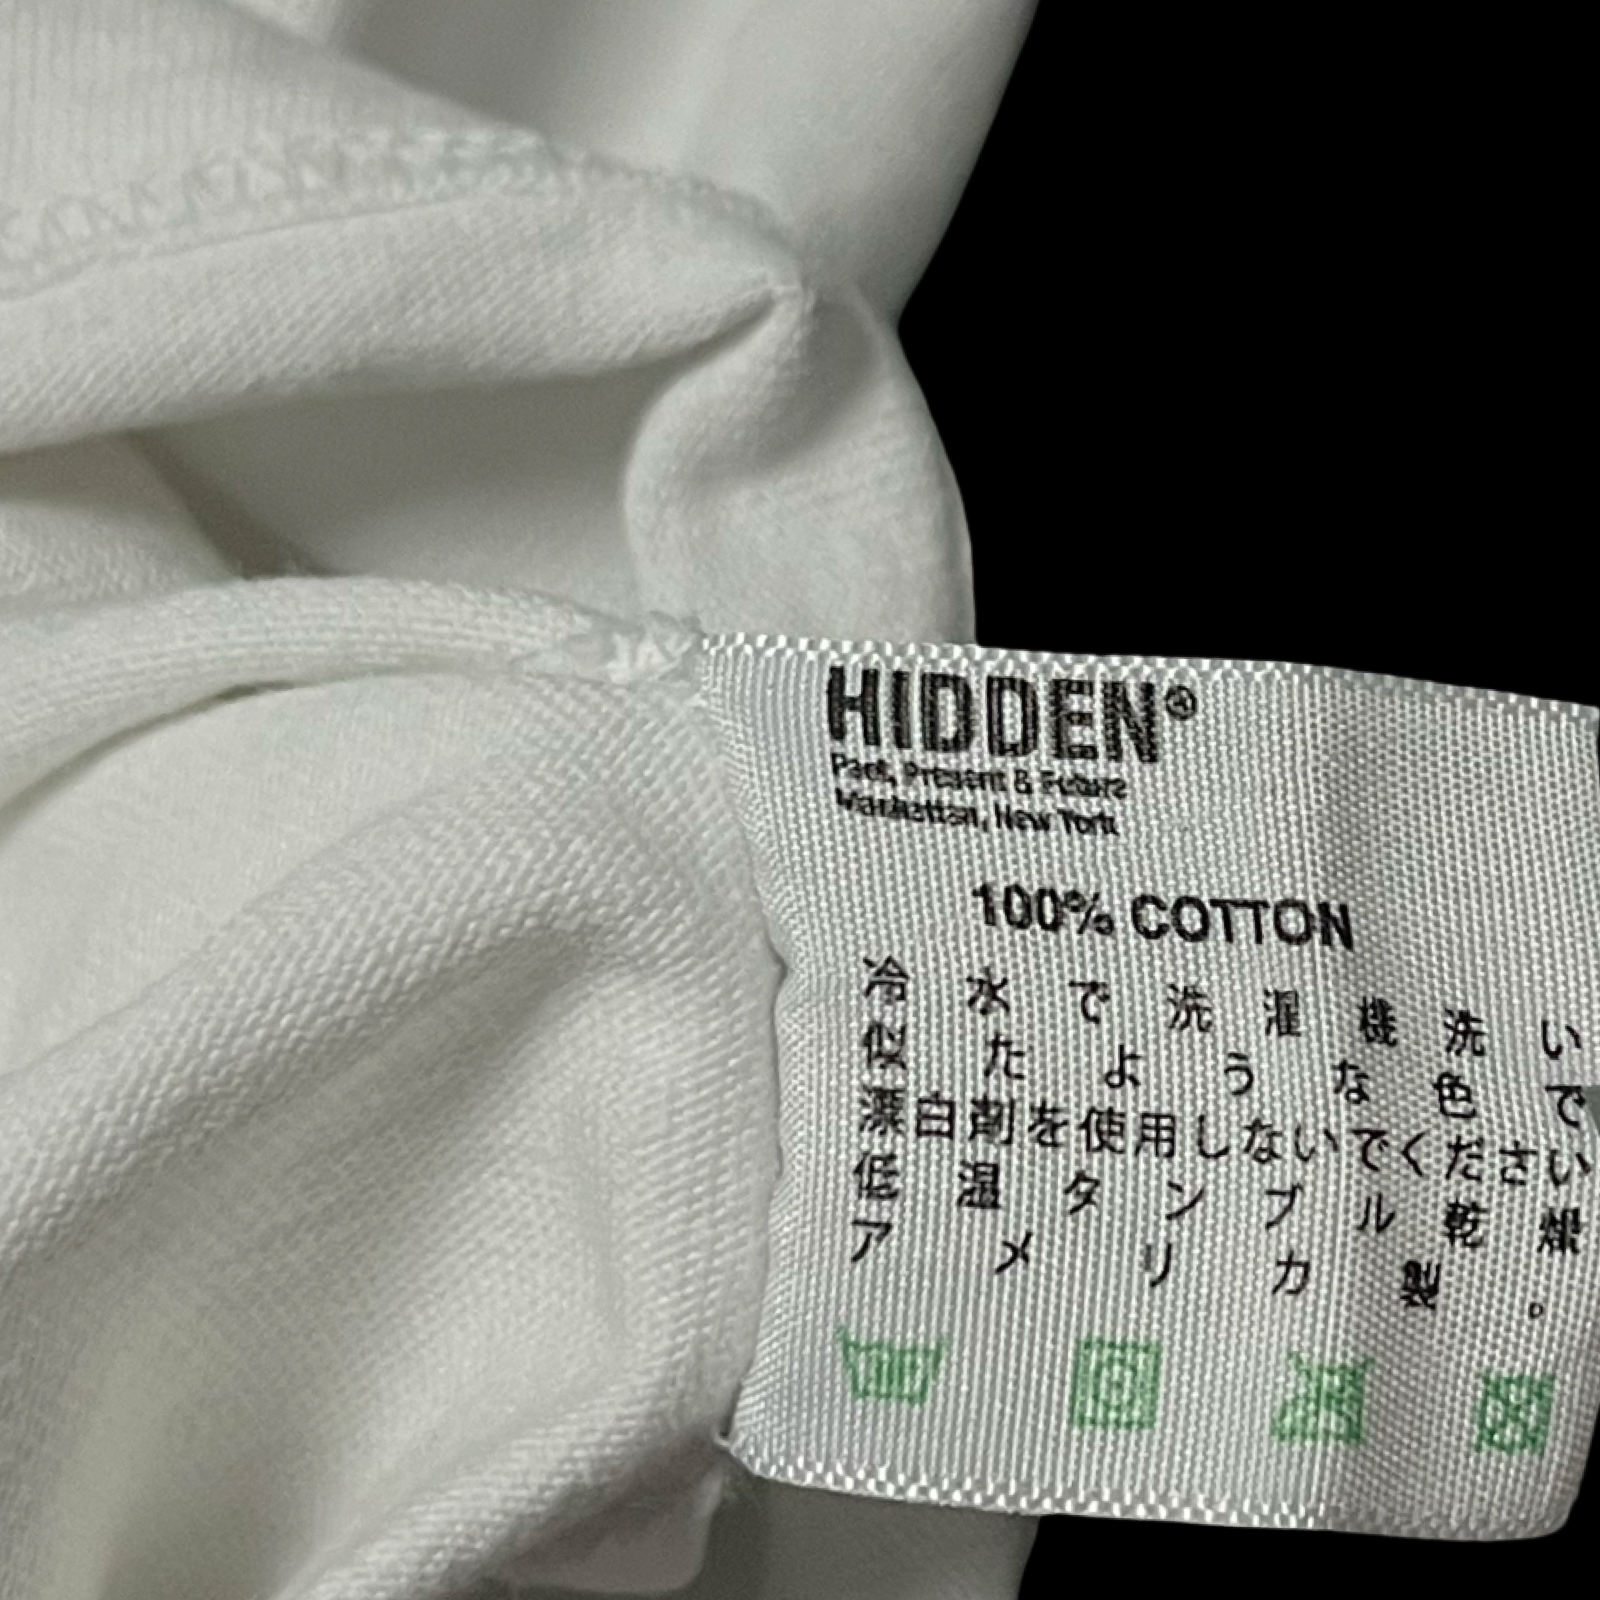 HIDDEN®
Past, Present & Future
Manhattan, New York
100% COTTON
冷水で洗濯機洗い
似たような色で
漂白剤を使用しないでください
低温タンブル乾燥
アメリカ製。